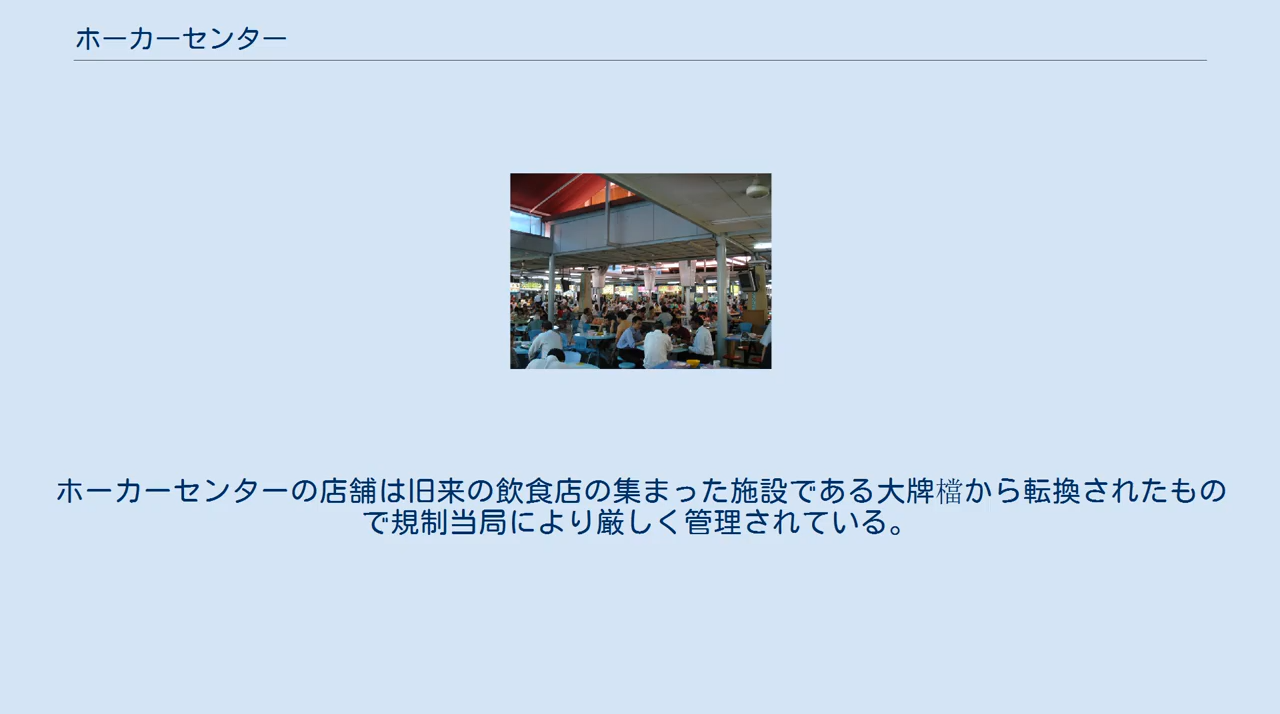 ホーカーセンター
ホーカーセンターの店舗は旧来の飲食店の集まった施設である大牌檔から転換されたもの
で規制当局により厳しく管理されている。